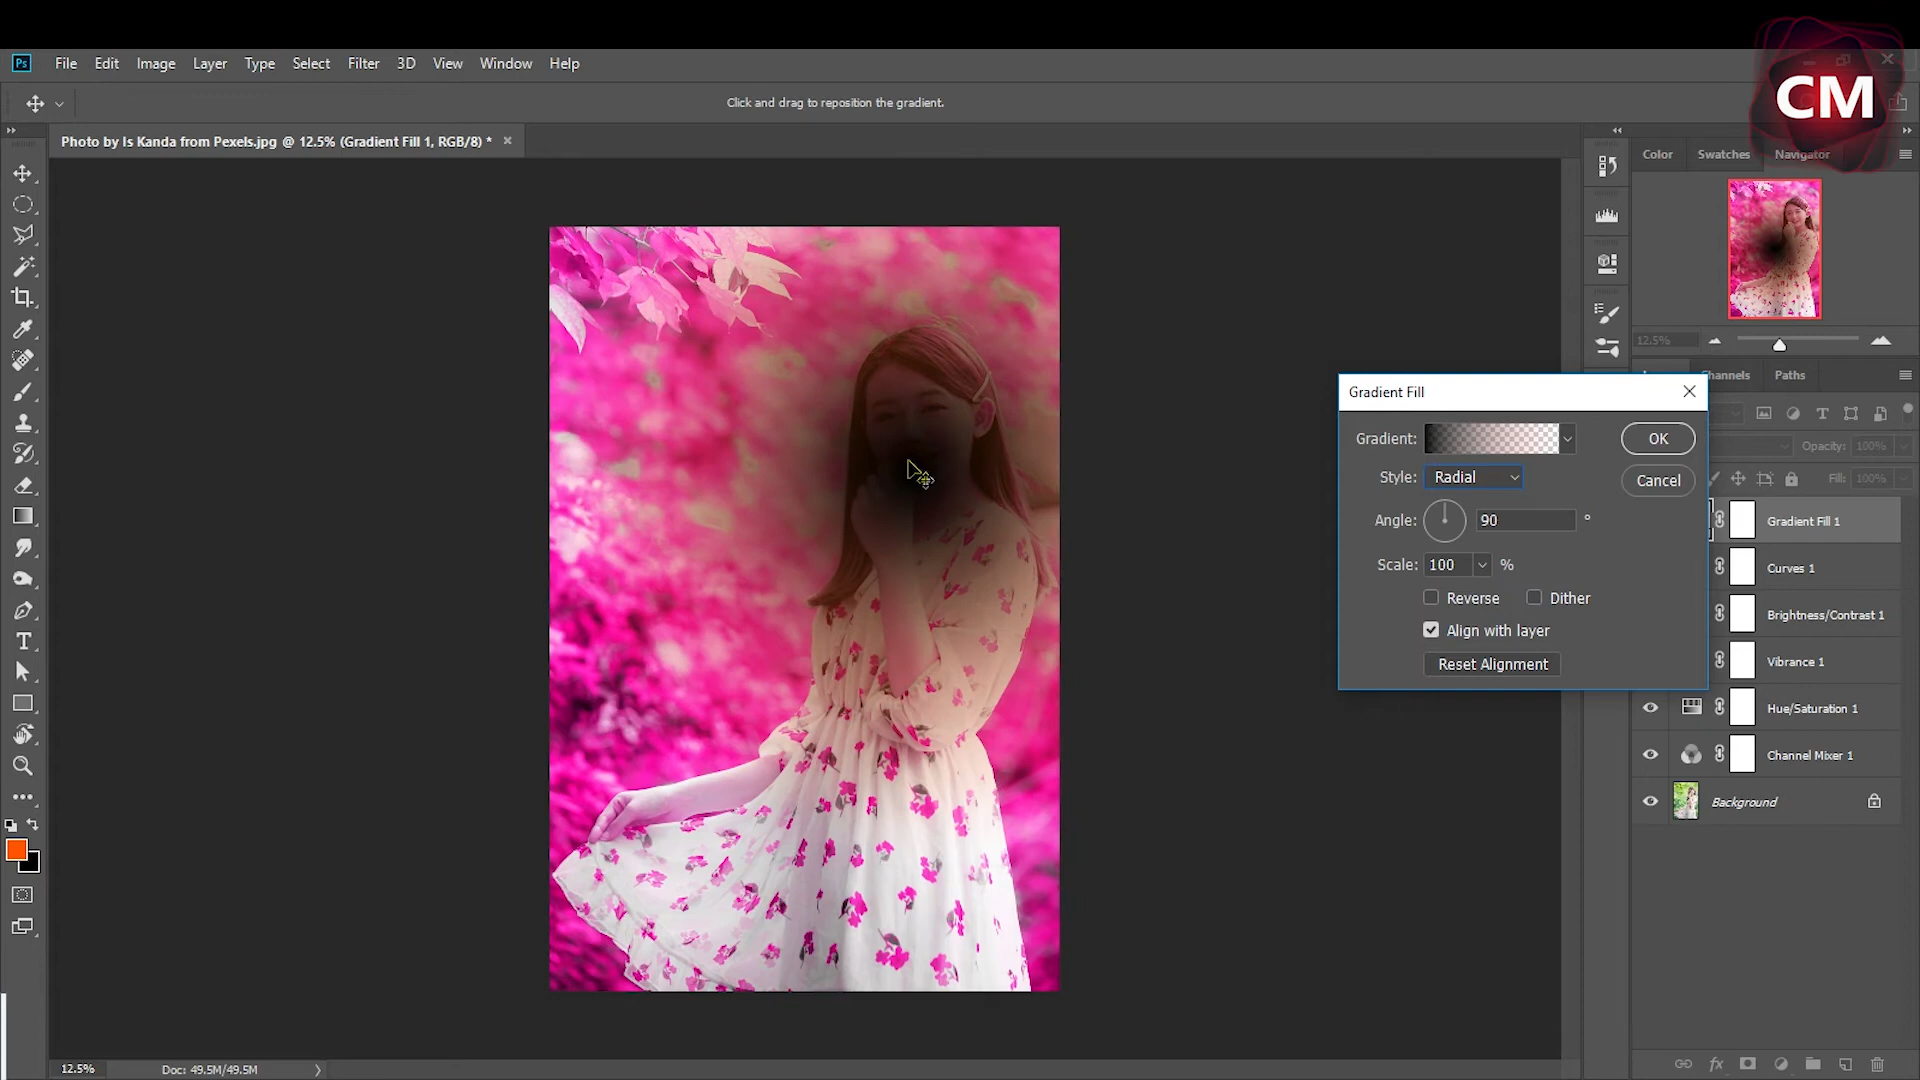 CM
Ps File Edit Image Layer Type Select Filter 3D View Window Help
Click and drag to reposition the gradient.
Photo by Is Kanda from Pexels.jpg @ 12.5% (Gradient Fill 1, RGB/8) *
Color Swatches Navigator
12.5%
Channels Paths
Gradient Fill
Gradient: OK
Style: Radial Cancel
Angle: 90 °
Scale: 100 %
Reverse Dither
Align with layer
Reset Alignment
Opacity: 100%
Fill: 100%
Gradient Fill 1
Curves 1
Brightness/Contrast 1
Vibrance 1
Hue/Saturation 1
Channel Mixer 1
Background
12.5% Doc: 49.5M/49.5M